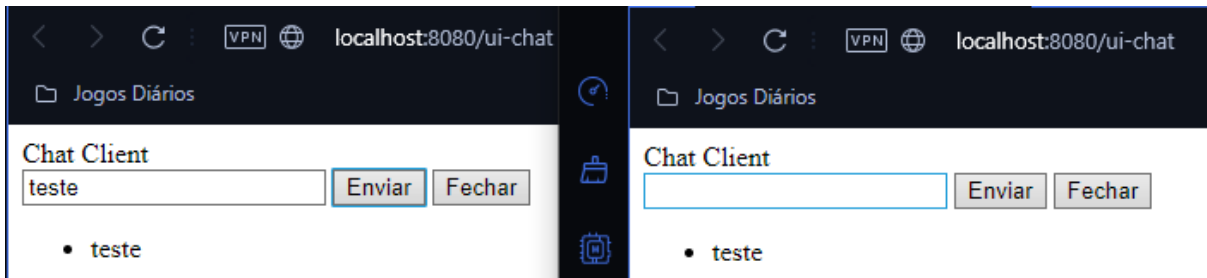 VPN localhost:8080/ui-chat
Jogos Diários
Chat Client
teste Enviar Fechar
• teste
VPN localhost:8080/ui-chat
Jogos Diários
Chat Client
Enviar Fechar
• teste